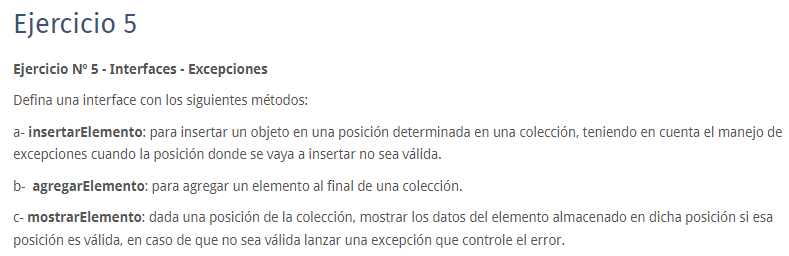 Ejercicio 5
Ejercicio Nº 5 - Interfaces - Excepciones
Defina una interface con los siguientes métodos:
a- insertarElemento: para insertar un objeto en una posición determinada en una colección, teniendo en cuenta el manejo de
excepciones cuando la posición donde se vaya a insertar no sea válida.
b- agregarElemento: para agregar un elemento al final de una colección.
c- mostrarElemento: dada una posición de la colección, mostrar los datos del elemento almacenado en dicha posición si esa
posición es válida, en caso de que no sea válida lanzar una excepción que controle el error.